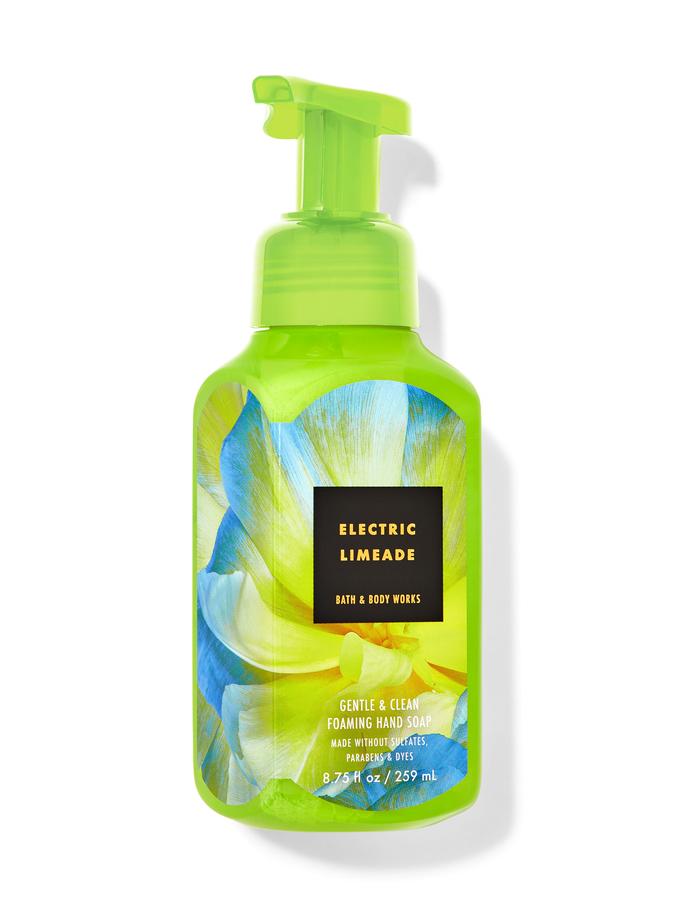 ELECTRIC
LIMEADE
BATH & BODY WORKS
GENTLE & CLEAN
FOAMING HAND SOAP
MADE WITHOUT SULFATES,
PARABENS & DYES
8.75 fl oz / 259 mL